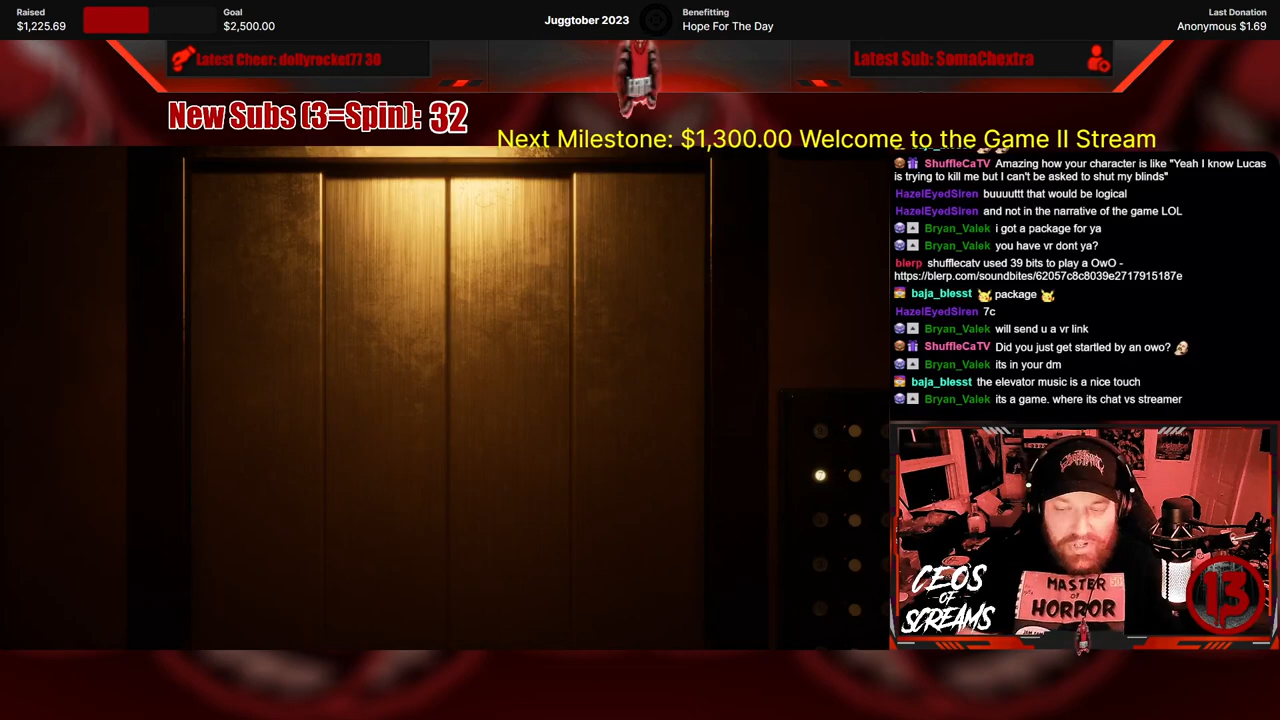 Raised
$1,225.69
Goal
$2,500.00
Juggtober 2023
Benefitting
Hope For The Day
Last Donation
Anonymous $1.69
Latest Cheer: dollyrocket77 30
Latest Sub: SomaChextra
New Subs (3=Spin): 32
Next Milestone: $1,300.00 Welcome to the Game II Stream
ShuffleCaTV Amazing how your character is like "Yeah I know Lucas
is trying to kill me but I can't be asked to shut my blinds"
HazelEyedSiren buuuuttt that would be logical
HazelEyedSiren and not in the narrative of the game LOL
Bryan_Valek i got a package for ya
Bryan_Valek you have vr dont ya?
blerp shufflecatv used 39 bits to play a OwO -
https://blerp.com/soundbites/62057c8c8039e2717915187e
baja_blesst package
HazelEyedSiren 7c
Bryan_Valek will send u a vr link
ShuffleCaTV Did you just get startled by an owo?
Bryan_Valek its in your dm
baja_blesst the elevator music is a nice touch
Bryan_Valek its a game. where its chat vs streamer
CEOS
OF
SCREAMS
MASTER
of
HORROR
13